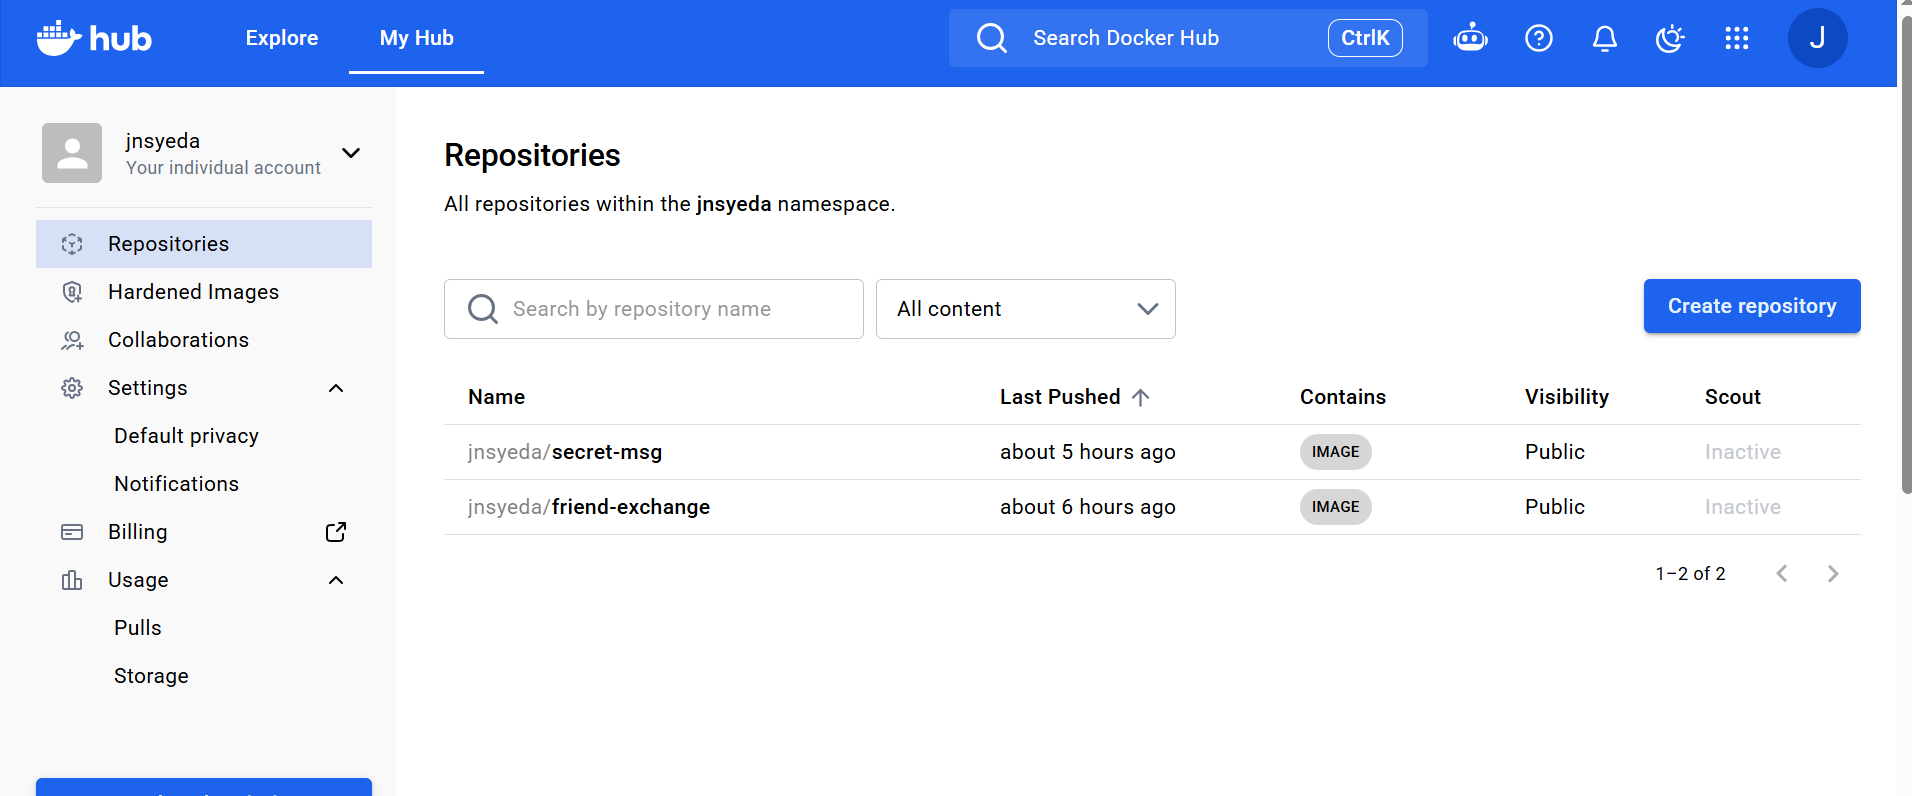 hub Explore My Hub Search Docker Hub CtrlK J
jnsyeda
Your individual account
Repositories
Hardened Images
Collaborations
Settings
Default privacy
Notifications
Billing
Usage
Pulls
Storage
Repositories
All repositories within the jnsyeda namespace.
Search by repository name All content Create repository
Name Last Pushed Contains Visibility Scout
jnsyeda/secret-msg about 5 hours ago IMAGE Public Inactive
jnsyeda/friend-exchange about 6 hours ago IMAGE Public Inactive
1–2 of 2